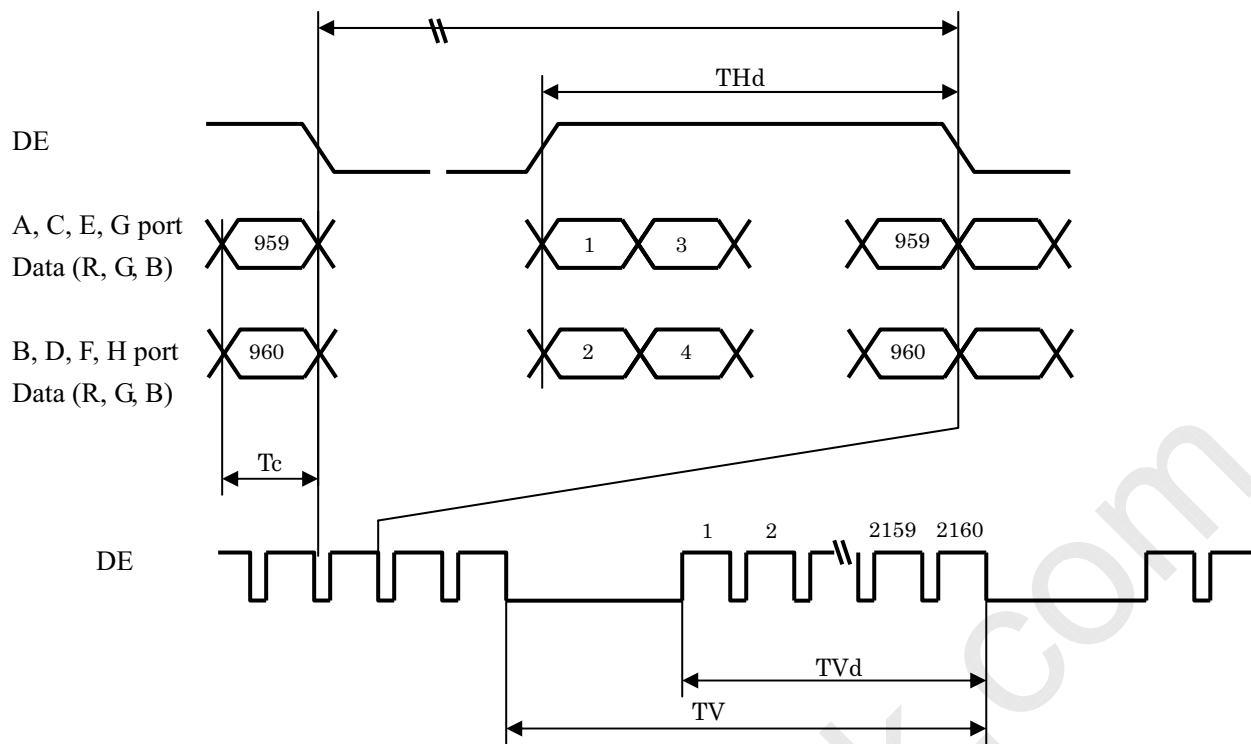 THd
DE
A, C, E, G port
Data (R, G, B)
959
1
3
959
B, D, F, H port
Data (R, G, B)
960
2
4
960
Tc
DE
1
2
2159
2160
TVd
TV
k.com